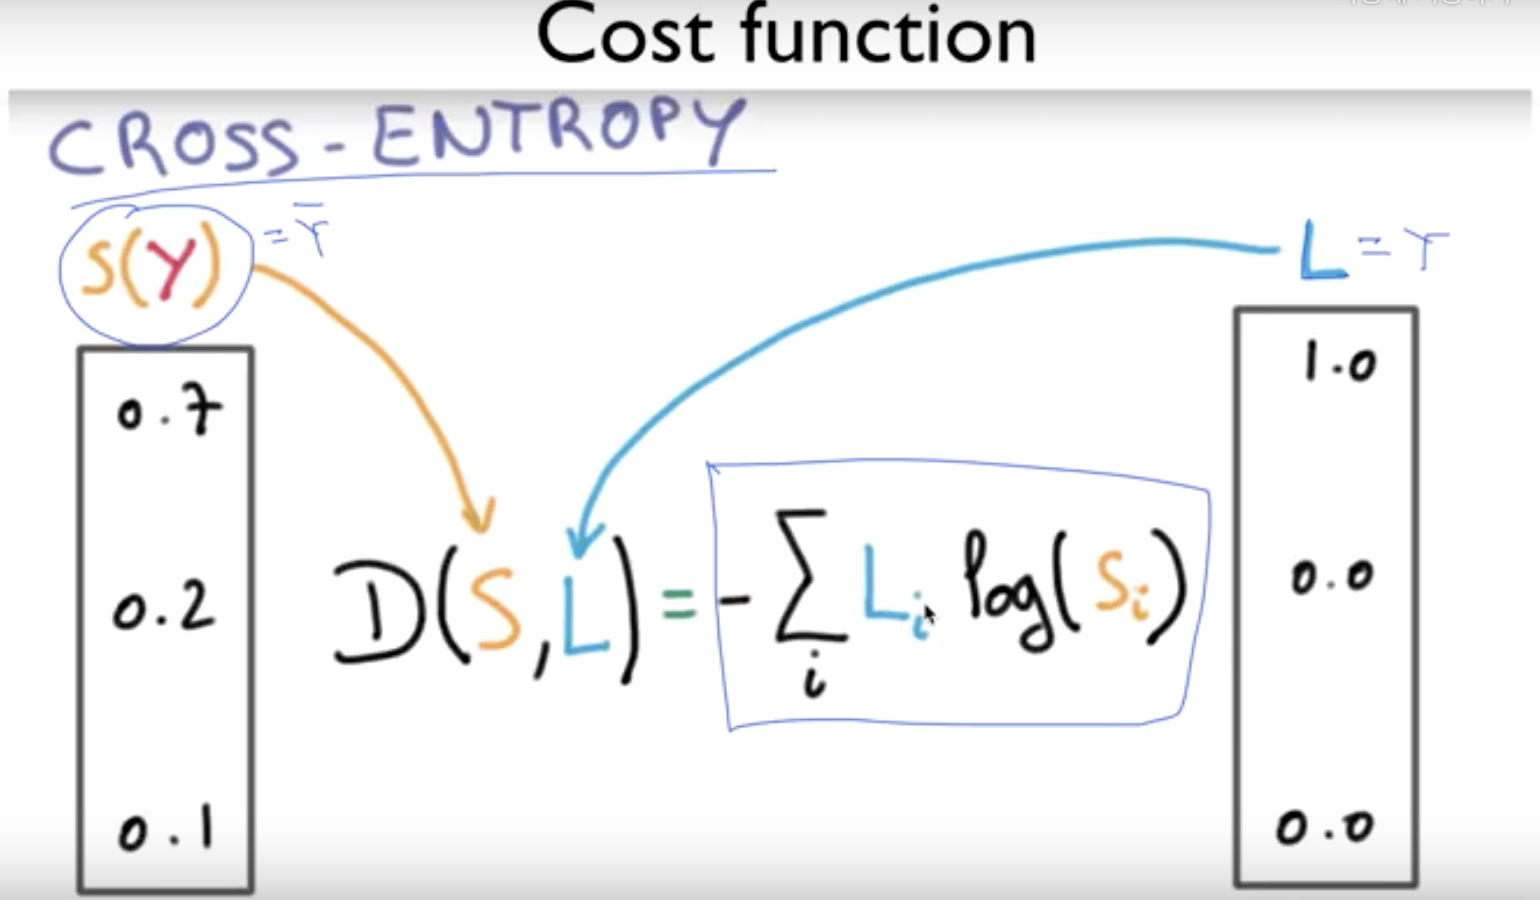 Cost function
CROSS-ENTROPY
S(Y) = Ȳ
L = Y
0.7
0.2
0.1
D(S,L) = - ∑ᵢ Lᵢ log(Sᵢ)
1.0
0.0
0.0